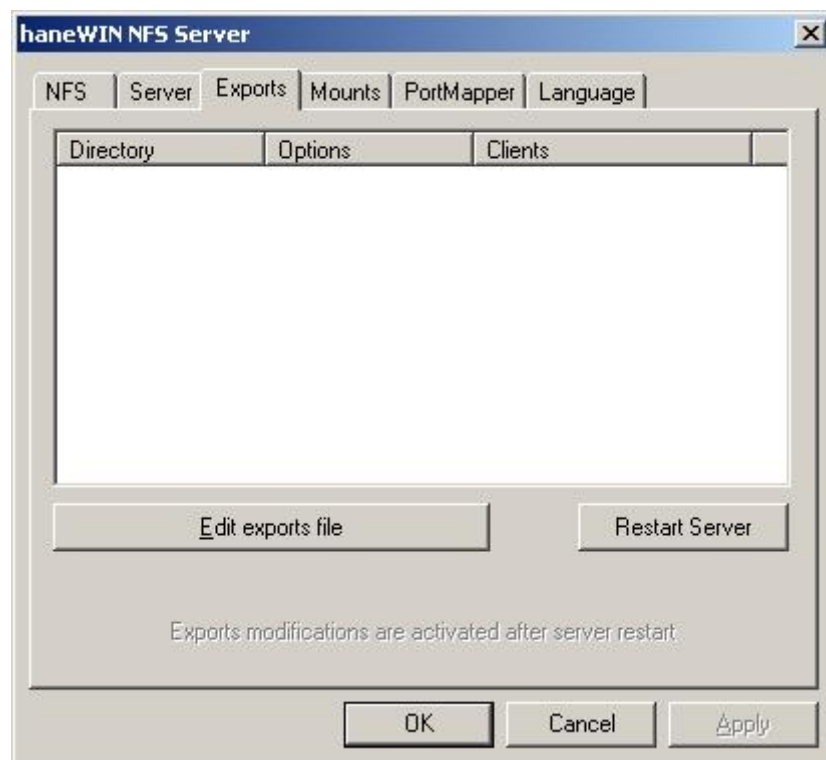 haneWIN NFS Server
NFS Server Exports Mounts PortMapper Language
Directory Options Clients
Edit exports file Restart Server
Exports modifications are activated after server restart
OK Cancel Apply